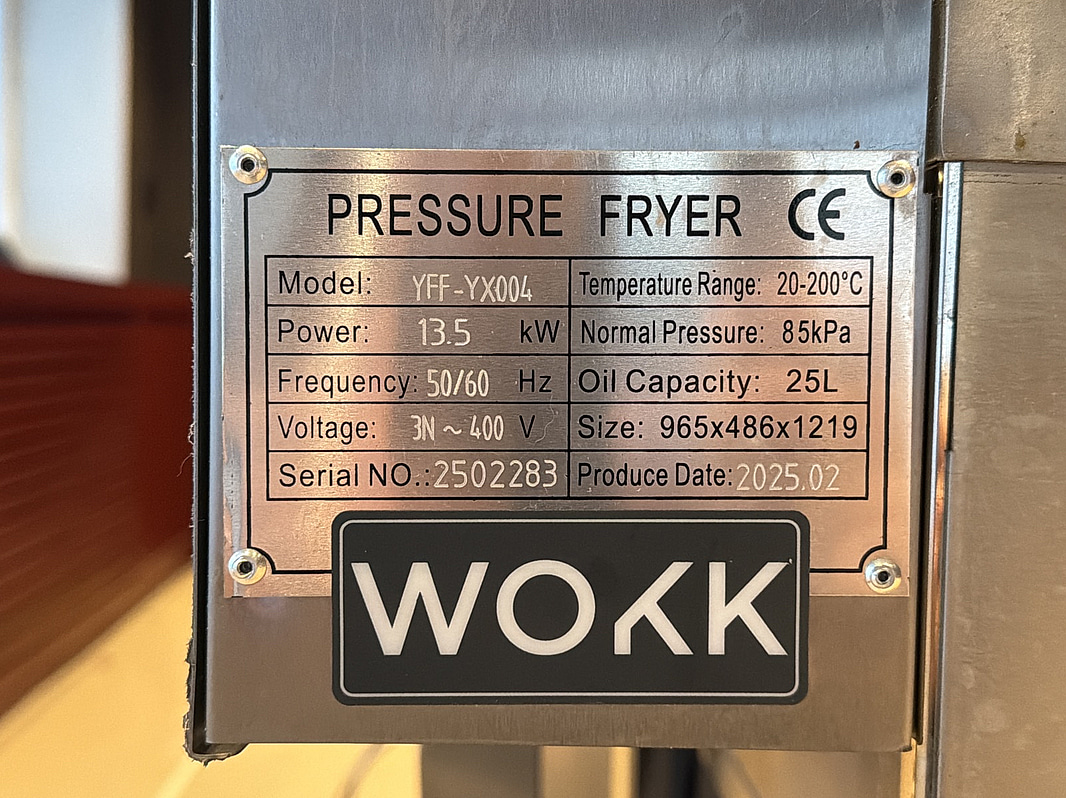 PRESSURE FRYER CE
Model: YFF-YX004 Temperature Range: 20-200°C
Power: 13.5 kW Normal Pressure: 85kPa
Frequency: 50/60 Hz Oil Capacity: 25L
Voltage: 3N~400 V Size: 965x486x1219
Serial NO.:2502283 Produce Date:2025.02
WOKK